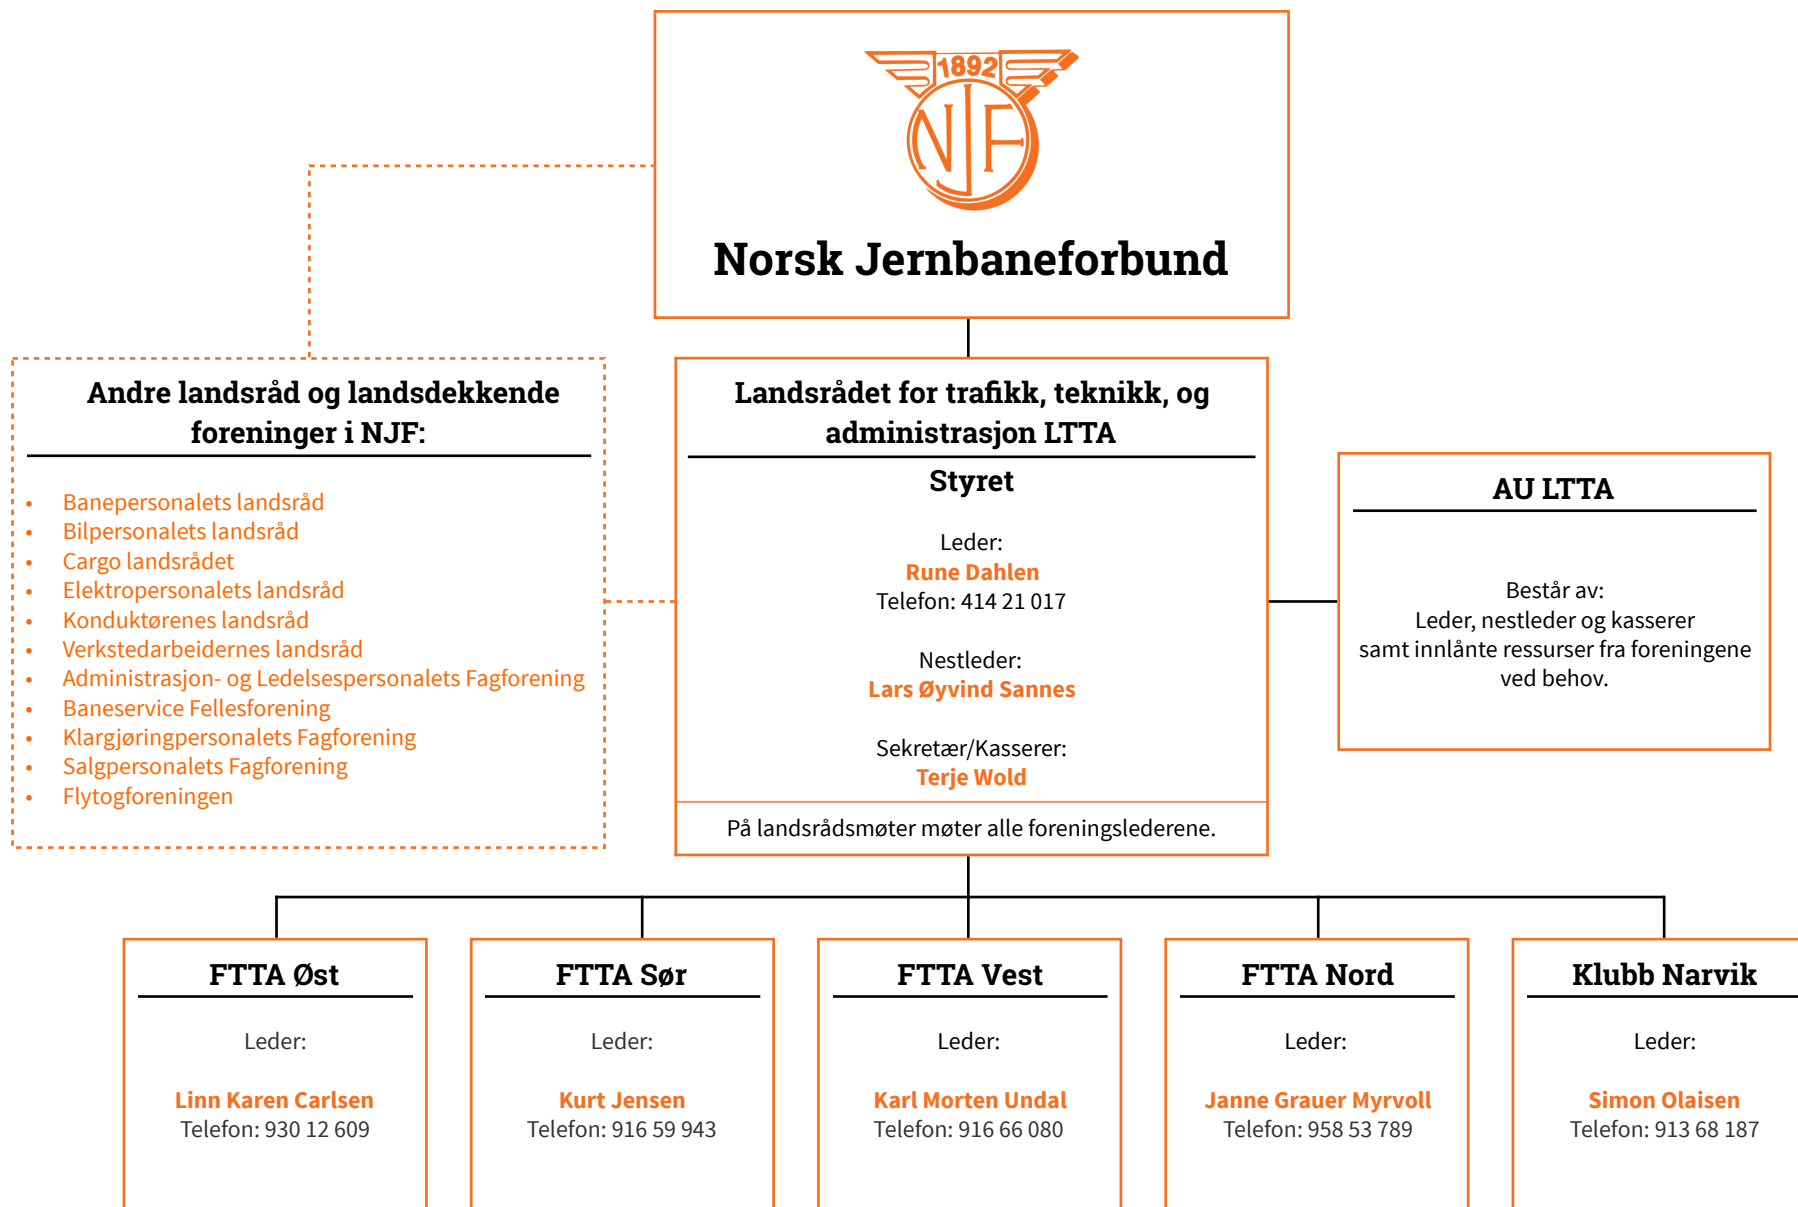 1892
NJF
Norsk Jernbaneforbund
Andre landsråd og landsdekkende
foreninger i NJF:
• Banepersonalets landsråd
• Bilpersonalets landsråd
• Cargo landsrådet
• Elektropersonalets landsråd
• Konduktørenes landsråd
• Verkstedarbeidernes landsråd
• Administrasjon- og Ledelsespersonalets Fagforening
• Baneservice Fellesforening
• Klargjøringpersonalets Fagforening
• Salgpersonalets Fagforening
• Flytogforeningen
Landsrådet for trafikk, teknikk, og
administrasjon LTTA
Styret
Leder:
Rune Dahlen
Telefon: 414 21 017
Nestleder:
Lars Øyvind Sannes
Sekretær/Kasserer:
Terje Wold
På landsrådsmøter møter alle foreningslederene.
AU LTTA
Består av:
Leder, nestleder og kasserer
samt innlånte ressurser fra foreningene
ved behov.
FTTA Øst
Leder:
Linn Karen Carlsen
Telefon: 930 12 609
FTTA Sør
Leder:
Kurt Jensen
Telefon: 916 59 943
FTTA Vest
Leder:
Karl Morten Undal
Telefon: 916 66 080
FTTA Nord
Leder:
Janne Grauer Myrvoll
Telefon: 958 53 789
Klubb Narvik
Leder:
Simon Olaisen
Telefon: 913 68 187